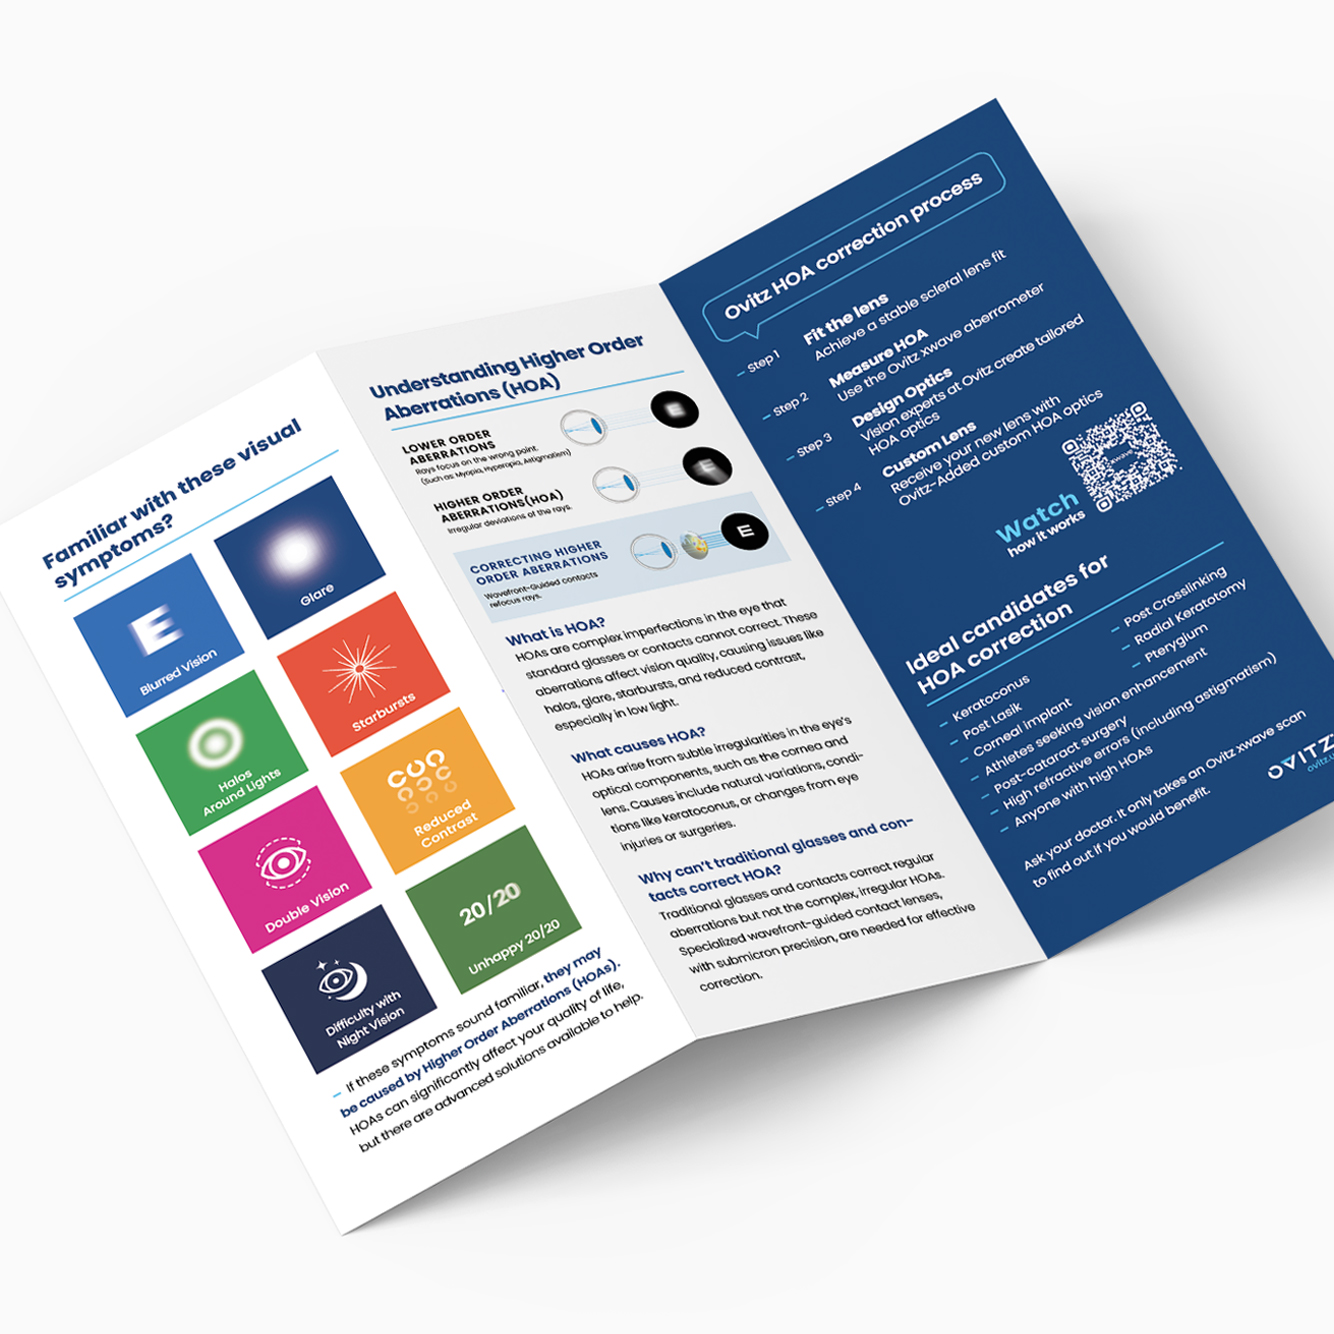 Familiar with these visual
symptoms?
E
Blurred Vision
Glare
Halos
Around Lights
Starbursts
Double Vision
Reduced
Contrast
Difficulty with
Night Vision
20/20
Unhappy 20/20
– If these symptoms sound familiar, they may
be caused by Higher Order Aberrations (HOAs).
HOAs can significantly affect your quality of life,
but there are advanced solutions available to help.
Understanding Higher Order
Aberrations (HOA)
LOWER ORDER
ABERRATIONS
Rays focus on the wrong point.
(Such as: Myopia, Hyperopia, Astigmatism)
E
HIGHER ORDER
ABERRATIONS(HOA)
Irregular deviations of the rays.
E
CORRECTING HIGHER
ORDER ABERRATIONS
Wavefront-Guided contacts
refocus rays.
E
What is HOA?
HOAs are complex imperfections in the eye that
standard glasses or contacts cannot correct. These
aberrations affect vision quality, causing issues like
halos, glare, starbursts, and reduced contrast,
especially in low light.
What causes HOA?
HOAs arise from subtle irregularities in the eye's
optical components, such as the cornea and
lens. Causes include natural variations, condi-
tions like keratoconus, or changes from eye
injuries or surgeries.
Why can't traditional glasses and con-
tacts correct HOA?
Traditional glasses and contacts correct regular
aberrations but not the complex, irregular HOAs.
Specialized wavefront-guided contact lenses,
with submicron precision, are needed for effective
correction.
Ovitz HOA correction process
– Step 1
Fit the lens
Achieve a stable scleral lens fit
– Step 2
Measure HOA
Use the Ovitz xwave aberrometer
– Step 3
Design Optics
Vision experts at Ovitz create tailored
HOA optics
– Step 4
Custom Lens
Receive your new lens with
Ovitz-Added custom HOA optics
Watch
how it works
xwave
Ideal candidates for
HOA correction
– Keratoconus
– Post Lasik
– Corneal implant
– Athletes seeking vision enhancement
– Post-cataract surgery
– High refractive errors (including astigmatism)
– Anyone with high HOAs
– Post Crosslinking
– Radial Keratotomy
– Pterygium
Ask your doctor. It only takes an Ovitz xwave scan
to find out if you would benefit.
OVITZ